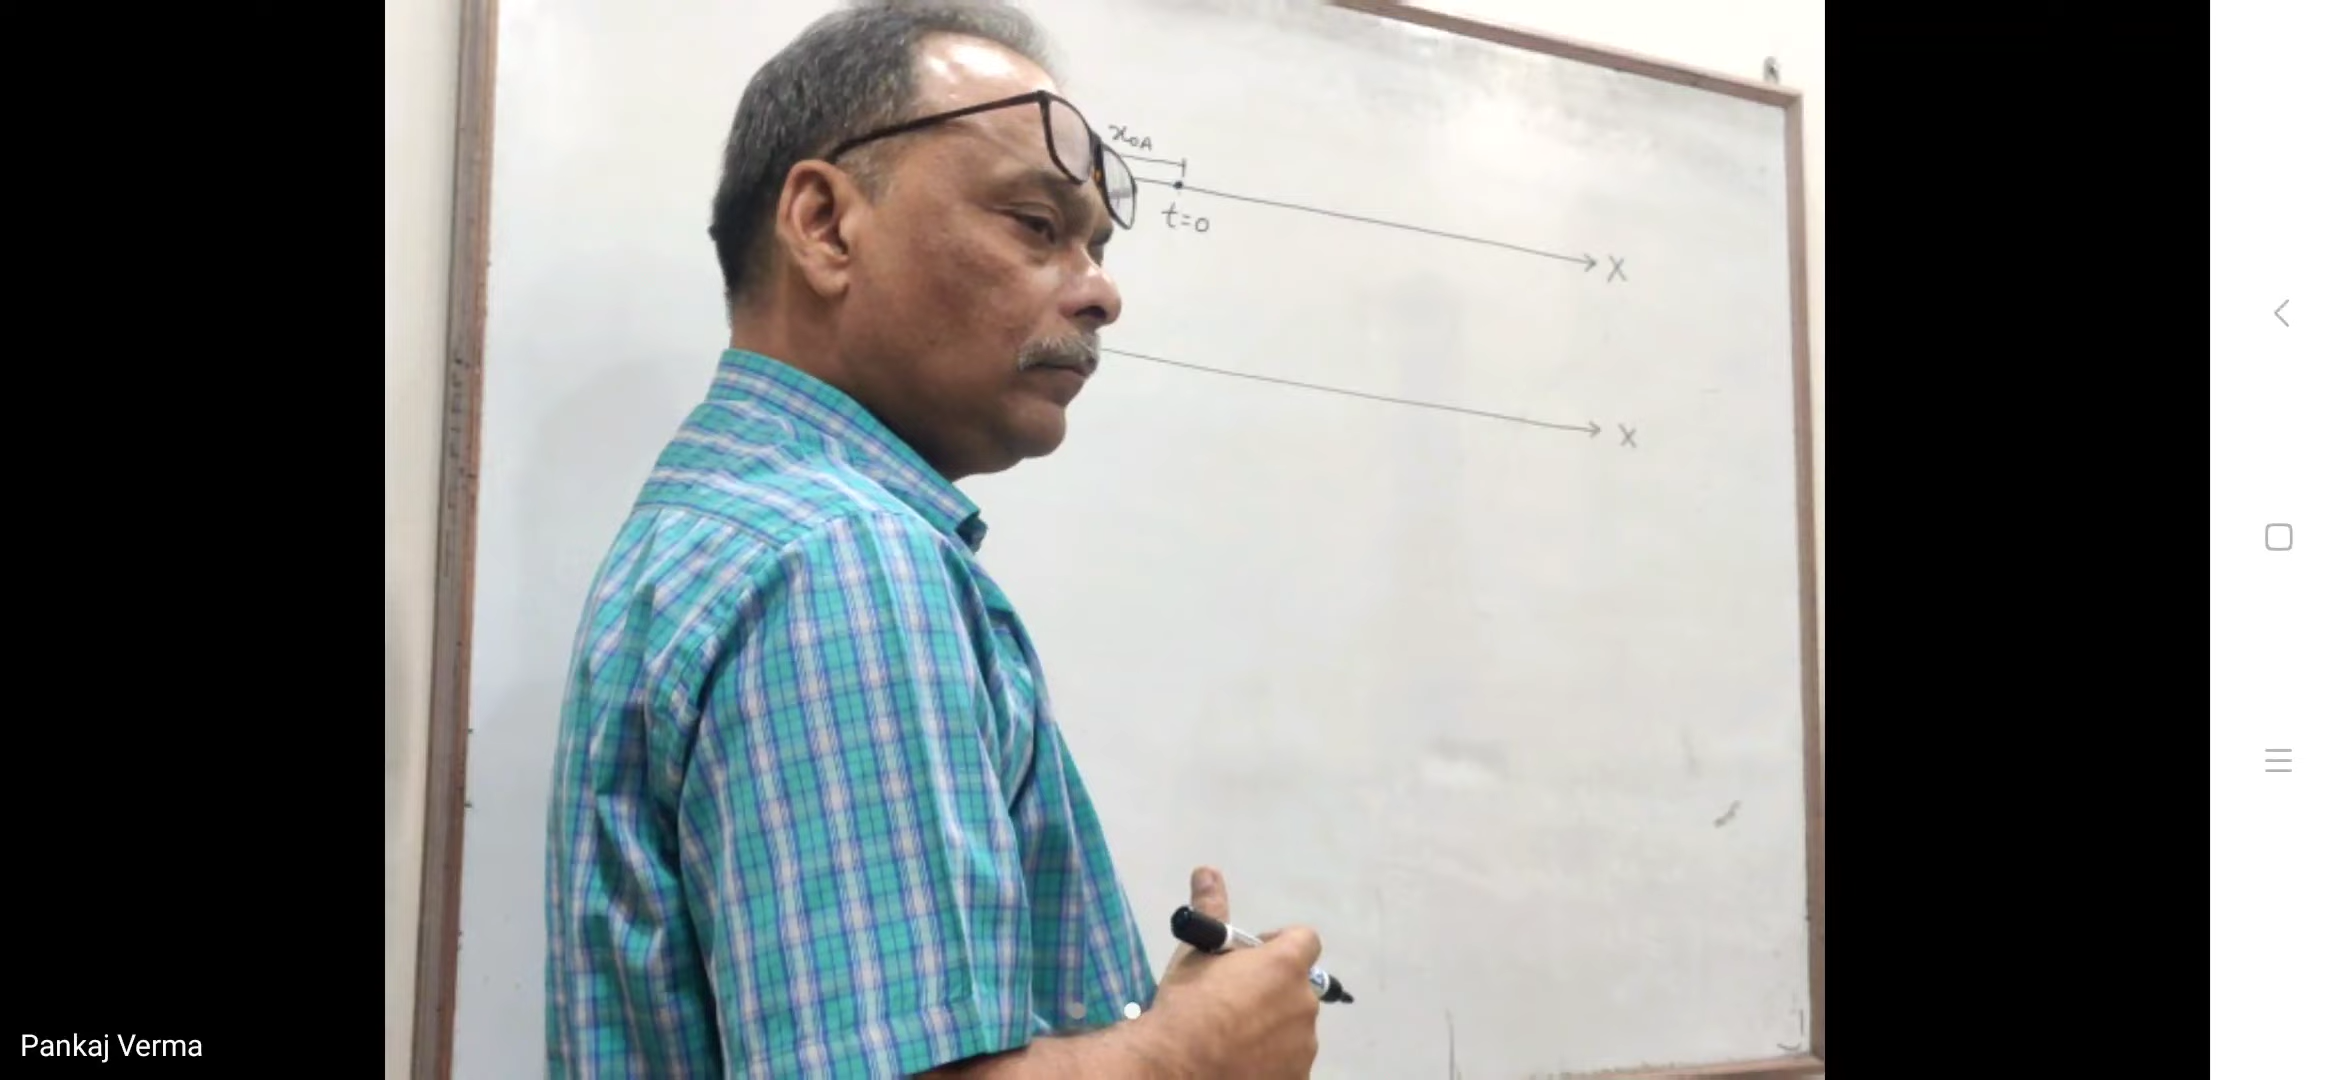 x₀A
t=0
X
X
Pankaj Verma